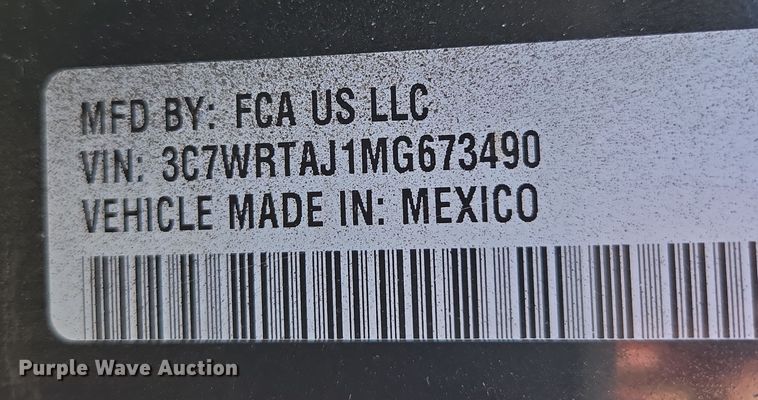 MFD BY: FCA US LLC
VIN: 3C7WRTAJ1MG673490
VEHICLE MADE IN: MEXICO
Purple Wave Auction